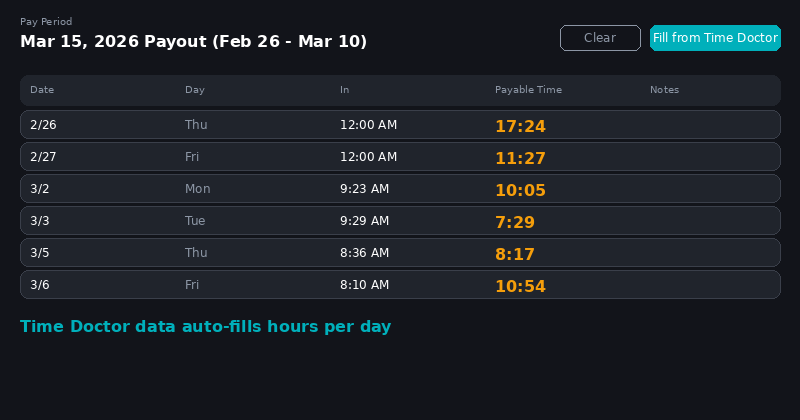 Pay Period
Mar 15, 2026 Payout (Feb 26 - Mar 10)
Clear
Fill from Time Doctor
Date Day In Payable Time Notes
2/26 Thu 12:00 AM 17:24
2/27 Fri 12:00 AM 11:27
3/2 Mon 9:23 AM 10:05
3/3 Tue 9:29 AM 7:29
3/5 Thu 8:36 AM 8:17
3/6 Fri 8:10 AM 10:54
Time Doctor data auto-fills hours per day